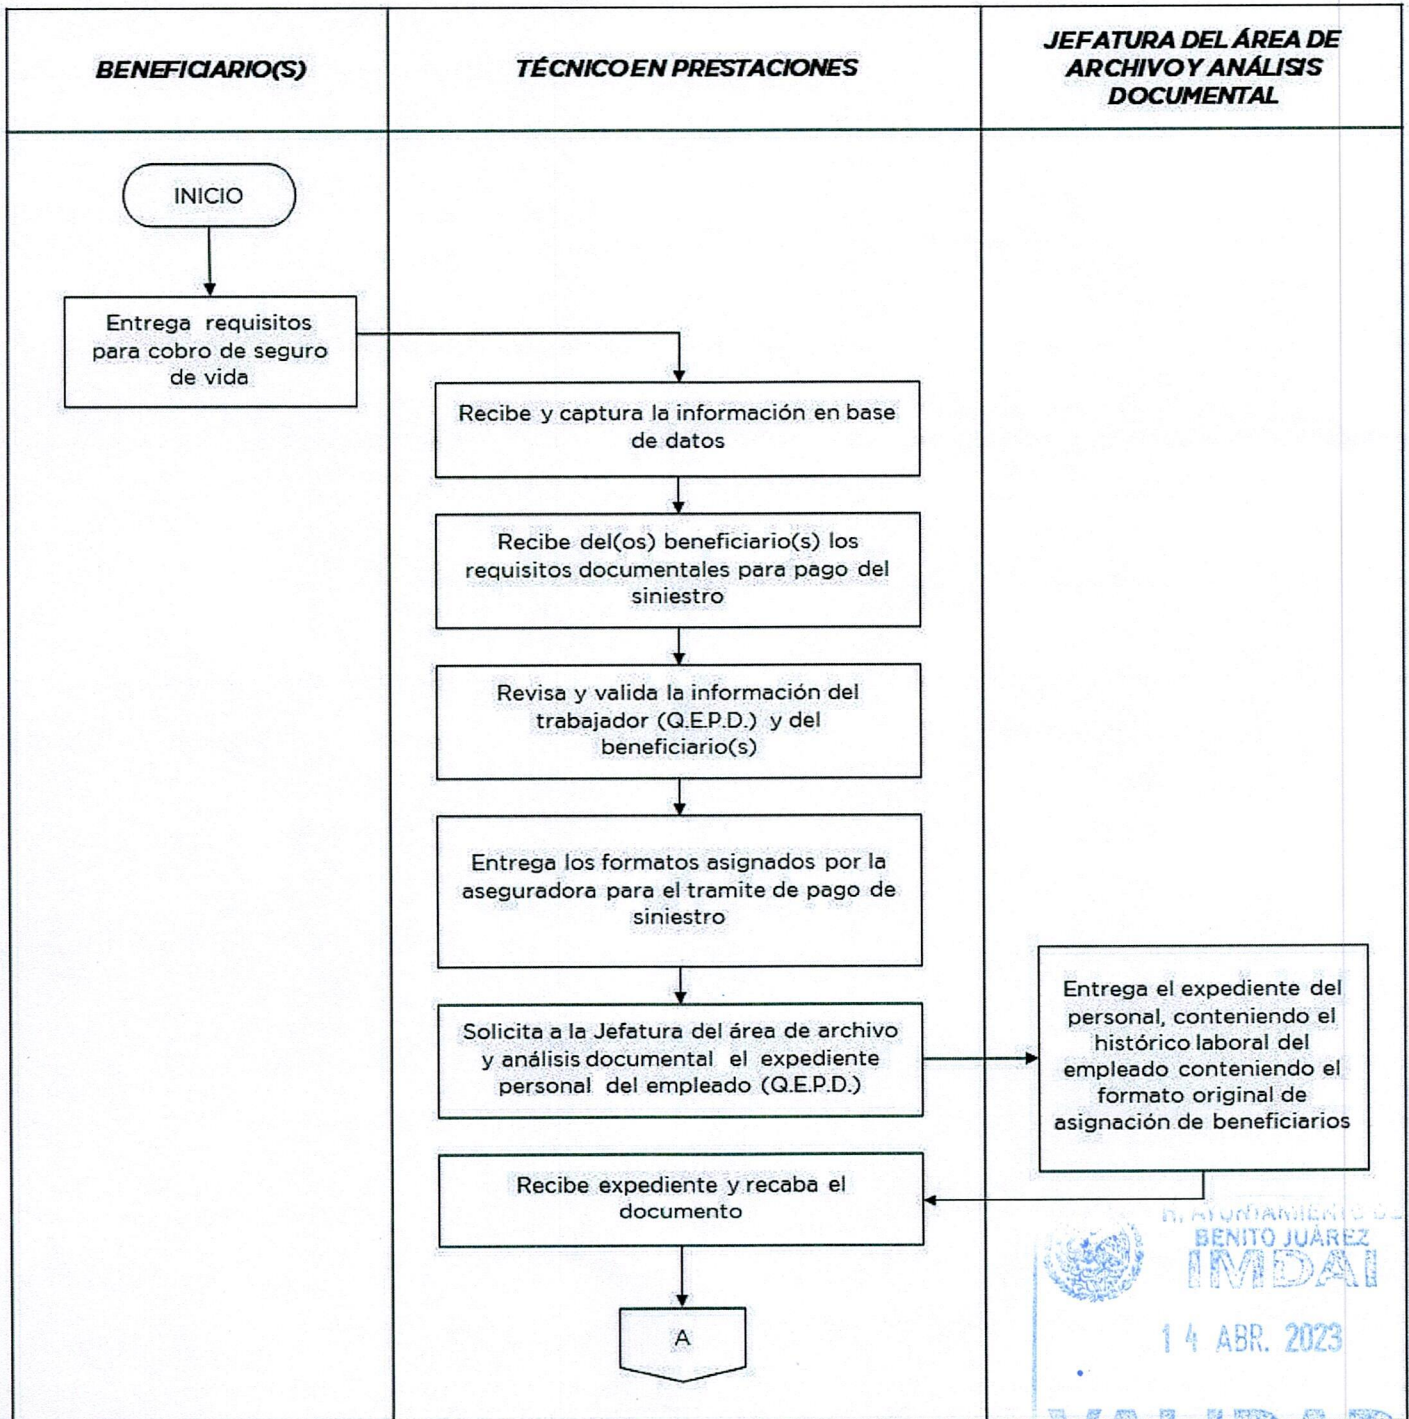 BENEFICIARIO(S)
TÉCNICO EN PRESTACIONES
JEFATURA DEL ÁREA DE
ARCHIVO Y ANÁLISIS
DOCUMENTAL
INICIO
Entrega requisitos
para cobro de seguro
de vida
Recibe y captura la información en base
de datos
Recibe del(os) beneficiario(s) los
requisitos documentales para pago del
siniestro
Revisa y valida la información del
trabajador (Q.E.P.D.) y del
beneficiario(s)
Entrega los formatos asignados por la
aseguradora para el tramite de pago de
siniestro
Solicita a la Jefatura del área de archivo
y análisis documental el expediente
personal del empleado (Q.E.P.D.)
Entrega el expediente del
personal, conteniendo el
histórico laboral del
empleado conteniendo el
formato original de
asignación de beneficiarios
Recibe expediente y recaba el
documento
A
H. AYUNTAMIENTO DE
BENITO JUÁREZ
IMDAI
14 ABR. 2023